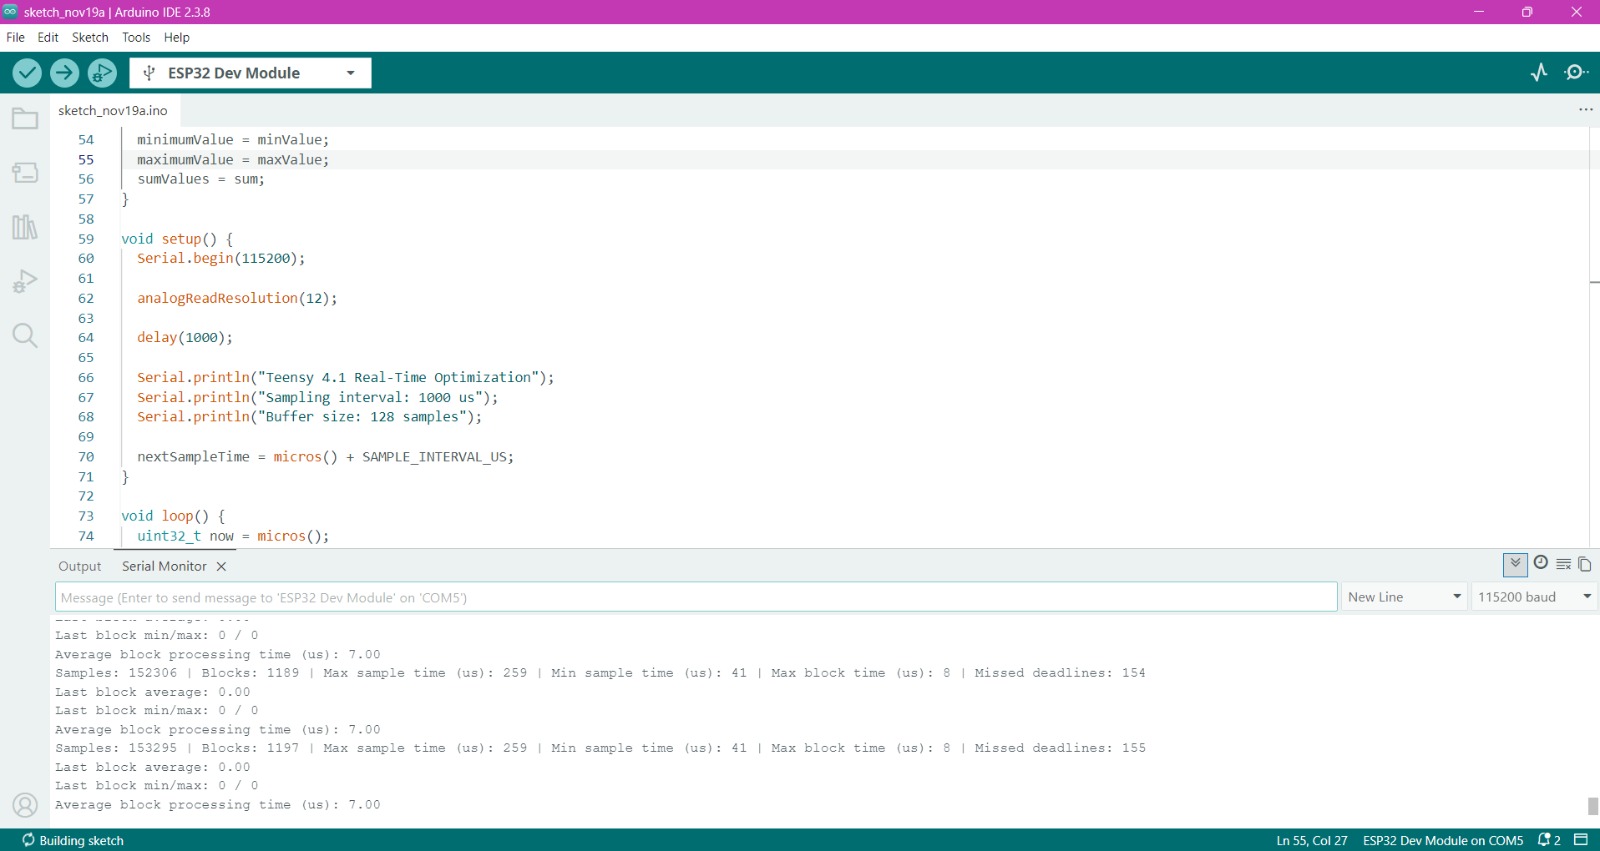 sketch_nov19a | Arduino IDE 2.3.8
File Edit Sketch Tools Help
ESP32 Dev Module
sketch_nov19a.ino
54 minimumValue = minValue;
55 maximumValue = maxValue;
56 sumValues = sum;
57 }
58
59 void setup() {
60 Serial.begin(115200);
61
62 analogReadResolution(12);
63
64 delay(1000);
65
66 Serial.println("Teensy 4.1 Real-Time Optimization");
67 Serial.println("Sampling interval: 1000 us");
68 Serial.println("Buffer size: 128 samples");
69
70 nextSampleTime = micros() + SAMPLE_INTERVAL_US;
71 }
72
73 void loop() {
74 uint32_t now = micros();
Output Serial Monitor
Message (Enter to send message to 'ESP32 Dev Module' on 'COM5') New Line 115200 baud
Last block min/max: 0 / 0
Average block processing time (us): 7.00
Samples: 152306 | Blocks: 1189 | Max sample time (us): 259 | Min sample time (us): 41 | Max block time (us): 8 | Missed deadlines: 154
Last block average: 0.00
Last block min/max: 0 / 0
Average block processing time (us): 7.00
Samples: 153295 | Blocks: 1197 | Max sample time (us): 259 | Min sample time (us): 41 | Max block time (us): 8 | Missed deadlines: 155
Last block average: 0.00
Last block min/max: 0 / 0
Average block processing time (us): 7.00
Building sketch Ln 55, Col 27 ESP32 Dev Module on COM5 2